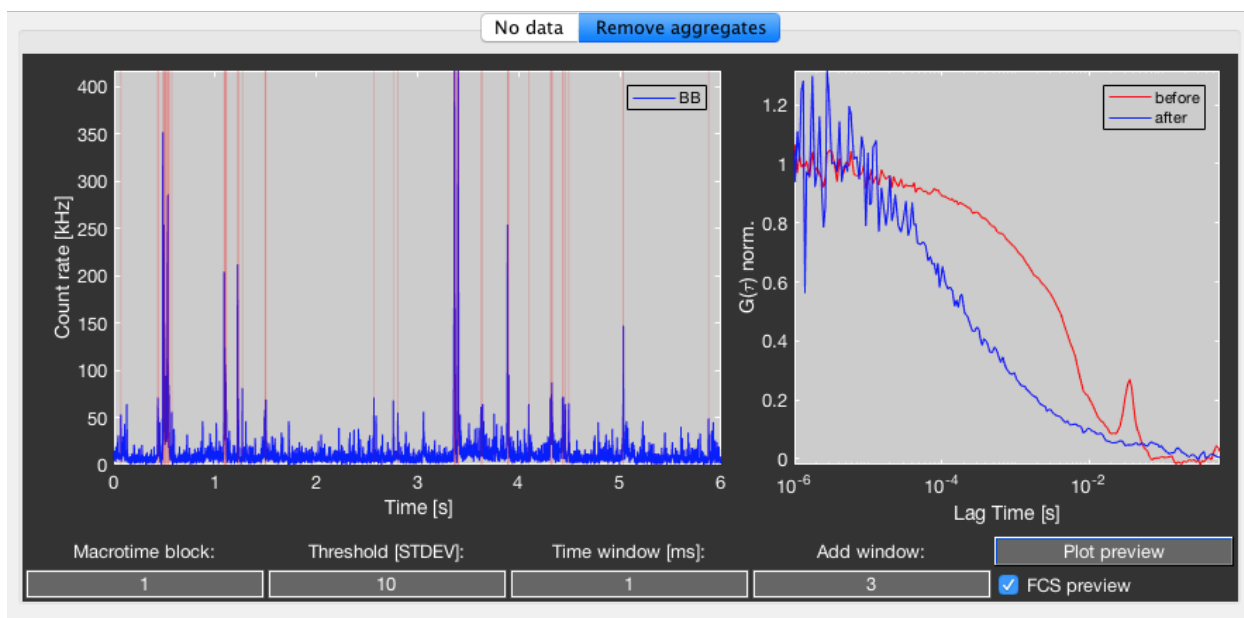 No data Remove aggregates
400
350
300
250
200
150
100
50
0
Count rate [kHz]
BB
0 1 2 3 4 5 6
Time [s]
1.2
1
0.8
0.6
0.4
0.2
0
G(τ) norm.
before
after
10-6 10-4 10-2
Lag Time [s]
Macrotime block: Threshold [STDEV]: Time window [ms]: Add window: Plot preview
1 10 1 3 FCS preview